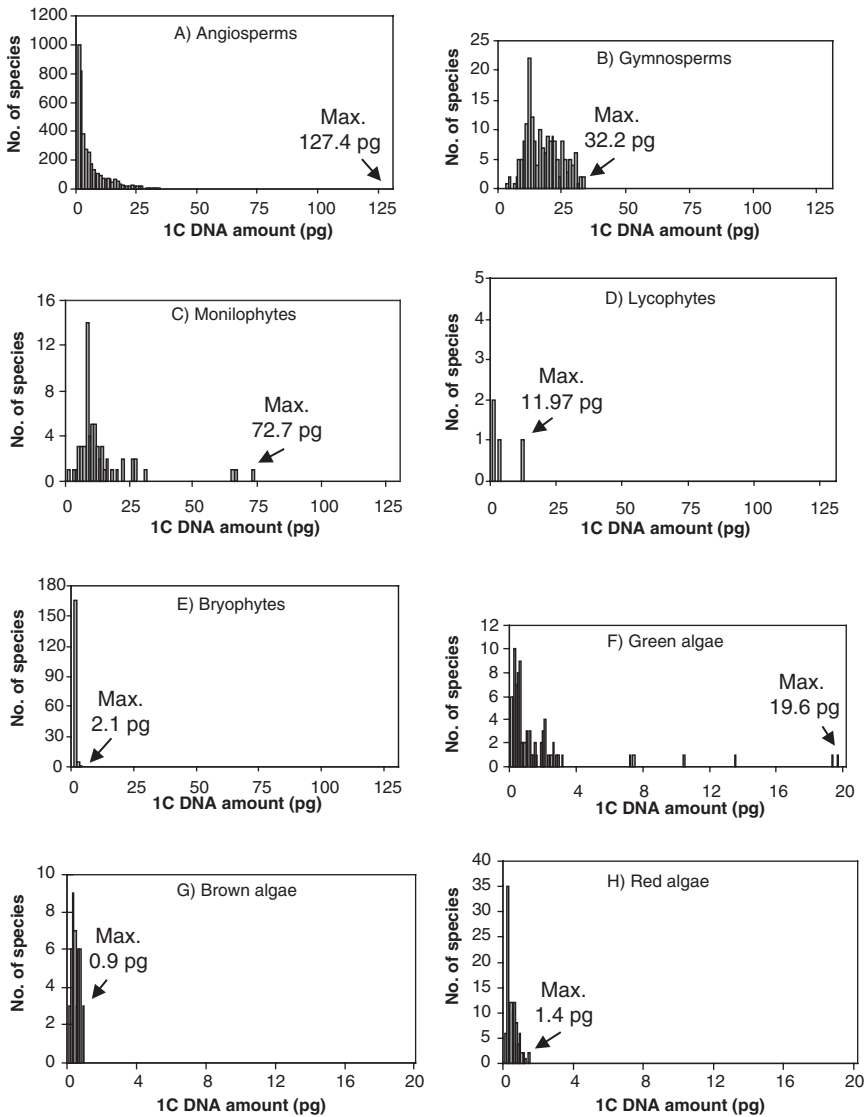 A) Angiosperms
No. of species
1200
1000
800
600
400
200
0
Max.
127.4 pg
0 25 50 75 100 125
1C DNA amount (pg)
B) Gymnosperms
No. of species
25
20
15
10
5
0
Max.
32.2 pg
0 25 50 75 100 125
1C DNA amount (pg)
C) Monilophytes
No. of species
16
12
8
4
0
Max.
72.7 pg
0 25 50 75 100 125
1C DNA amount (pg)
D) Lycophytes
No. of species
5
4
3
2
1
0
Max.
11.97 pg
0 25 50 75 100 125
1C DNA amount (pg)
E) Bryophytes
No. of species
180
150
120
90
60
30
0
Max.
2.1 pg
0 25 50 75 100 125
1C DNA amount (pg)
F) Green algae
No. of species
12
10
8
6
4
2
0
Max.
19.6 pg
0 4 8 12 16 20
1C DNA amount (pg)
G) Brown algae
No. of species
10
8
6
4
2
0
Max.
0.9 pg
0 4 8 12 16 20
1C DNA amount (pg)
H) Red algae
No. of species
40
35
30
25
20
15
10
5
0
Max.
1.4 pg
0 4 8 12 16 20
1C DNA amount (pg)